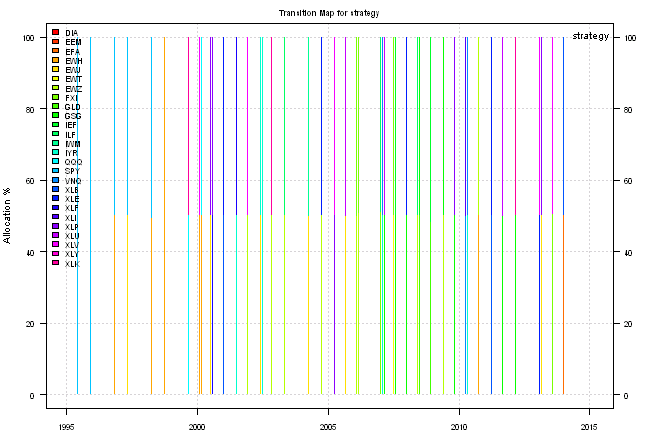 Transition Map for strategy
strategy
Allocation %
100
80
60
40
20
0
100
80
60
40
20
0
DIA
EEM
EFA
EWH
EWJ
EWT
EWZ
FXI
GLD
GSG
IEF
ILF
IWM
IYR
QQQ
SPY
VNQ
XLB
XLE
XLF
XLI
XLP
XLU
XLV
XLY
XLK
1995
2000
2005
2010
2015